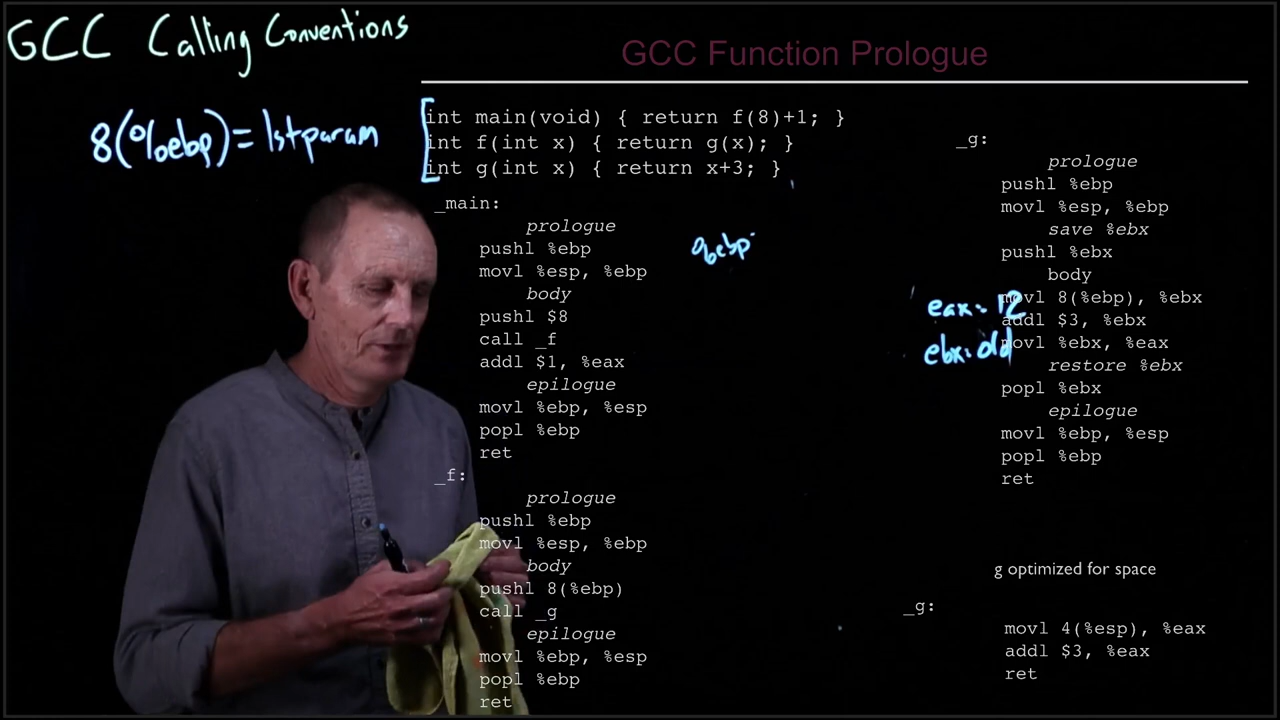 GCC Calling Conventions
GCC Function Prologue
8(%ebp) = 1stparam
int main(void) { return f(8)+1; }
int f(int x) { return g(x); }
int g(int x) { return x+3; }
_main:
prologue
pushl %ebp
movl %esp, %ebp
body
pushl $8
call _f
addl $1, %eax
epilogue
movl %ebp, %esp
popl %ebp
ret
_f:
prologue
pushl %ebp
movl %esp, %ebp
body
pushl 8(%ebp)
call _g
epilogue
movl %ebp, %esp
popl %ebp
ret
%ebp
_g:
prologue
pushl %ebp
movl %esp, %ebp
save %ebx
pushl %ebx
body
movl 8(%ebp), %ebx
addl $3, %ebx
movl %ebx, %eax
restore %ebx
popl %ebx
epilogue
movl %ebp, %esp
popl %ebp
ret
eax= 12
ebx=old
g optimized for space
_g:
movl 4(%esp), %eax
addl $3, %eax
ret